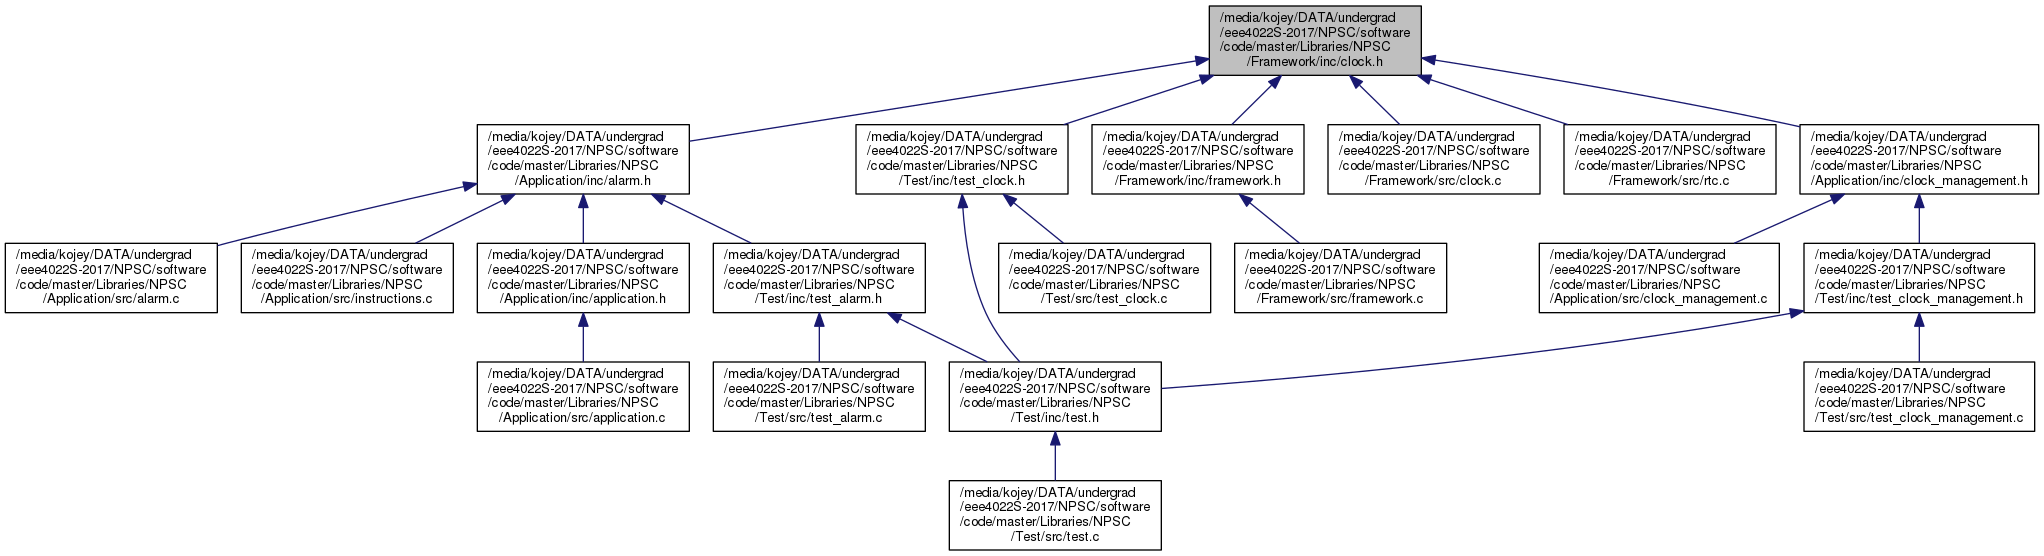 /media/kojey/DATA/undergrad
/eee4022S-2017/NPSC/software
/code/master/Libraries/NPSC
/Framework/inc/clock.h
/media/kojey/DATA/undergrad
/eee4022S-2017/NPSC/software
/code/master/Libraries/NPSC
/Application/inc/alarm.h
/media/kojey/DATA/undergrad
/eee4022S-2017/NPSC/software
/code/master/Libraries/NPSC
/Test/inc/test_clock.h
/media/kojey/DATA/undergrad
/eee4022S-2017/NPSC/software
/code/master/Libraries/NPSC
/Framework/inc/framework.h
/media/kojey/DATA/undergrad
/eee4022S-2017/NPSC/software
/code/master/Libraries/NPSC
/Framework/src/clock.c
/media/kojey/DATA/undergrad
/eee4022S-2017/NPSC/software
/code/master/Libraries/NPSC
/Framework/src/rtc.c
/media/kojey/DATA/undergrad
/eee4022S-2017/NPSC/software
/code/master/Libraries/NPSC
/Application/inc/clock_management.h
/media/kojey/DATA/undergrad
/eee4022S-2017/NPSC/software
/code/master/Libraries/NPSC
/Application/src/alarm.c
/media/kojey/DATA/undergrad
/eee4022S-2017/NPSC/software
/code/master/Libraries/NPSC
/Application/src/instructions.c
/media/kojey/DATA/undergrad
/eee4022S-2017/NPSC/software
/code/master/Libraries/NPSC
/Application/inc/application.h
/media/kojey/DATA/undergrad
/eee4022S-2017/NPSC/software
/code/master/Libraries/NPSC
/Test/inc/test_alarm.h
/media/kojey/DATA/undergrad
/eee4022S-2017/NPSC/software
/code/master/Libraries/NPSC
/Test/src/test_clock.c
/media/kojey/DATA/undergrad
/eee4022S-2017/NPSC/software
/code/master/Libraries/NPSC
/Framework/src/framework.c
/media/kojey/DATA/undergrad
/eee4022S-2017/NPSC/software
/code/master/Libraries/NPSC
/Application/src/clock_management.c
/media/kojey/DATA/undergrad
/eee4022S-2017/NPSC/software
/code/master/Libraries/NPSC
/Test/inc/test_clock_management.h
/media/kojey/DATA/undergrad
/eee4022S-2017/NPSC/software
/code/master/Libraries/NPSC
/Application/src/application.c
/media/kojey/DATA/undergrad
/eee4022S-2017/NPSC/software
/code/master/Libraries/NPSC
/Test/src/test_alarm.c
/media/kojey/DATA/undergrad
/eee4022S-2017/NPSC/software
/code/master/Libraries/NPSC
/Test/inc/test.h
/media/kojey/DATA/undergrad
/eee4022S-2017/NPSC/software
/code/master/Libraries/NPSC
/Test/src/test_clock_management.c
/media/kojey/DATA/undergrad
/eee4022S-2017/NPSC/software
/code/master/Libraries/NPSC
/Test/src/test.c